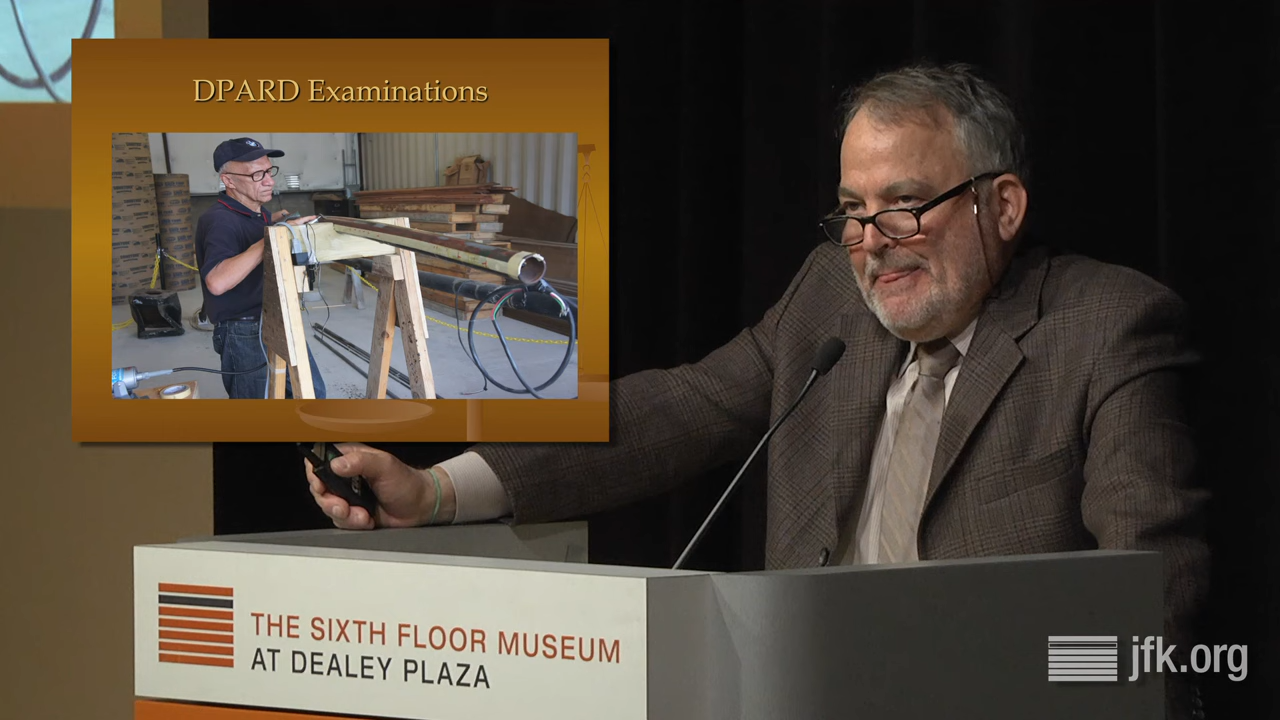 DPARD Examinations
THE SIXTH FLOOR MUSEUM
AT DEALEY PLAZA
jfk.org